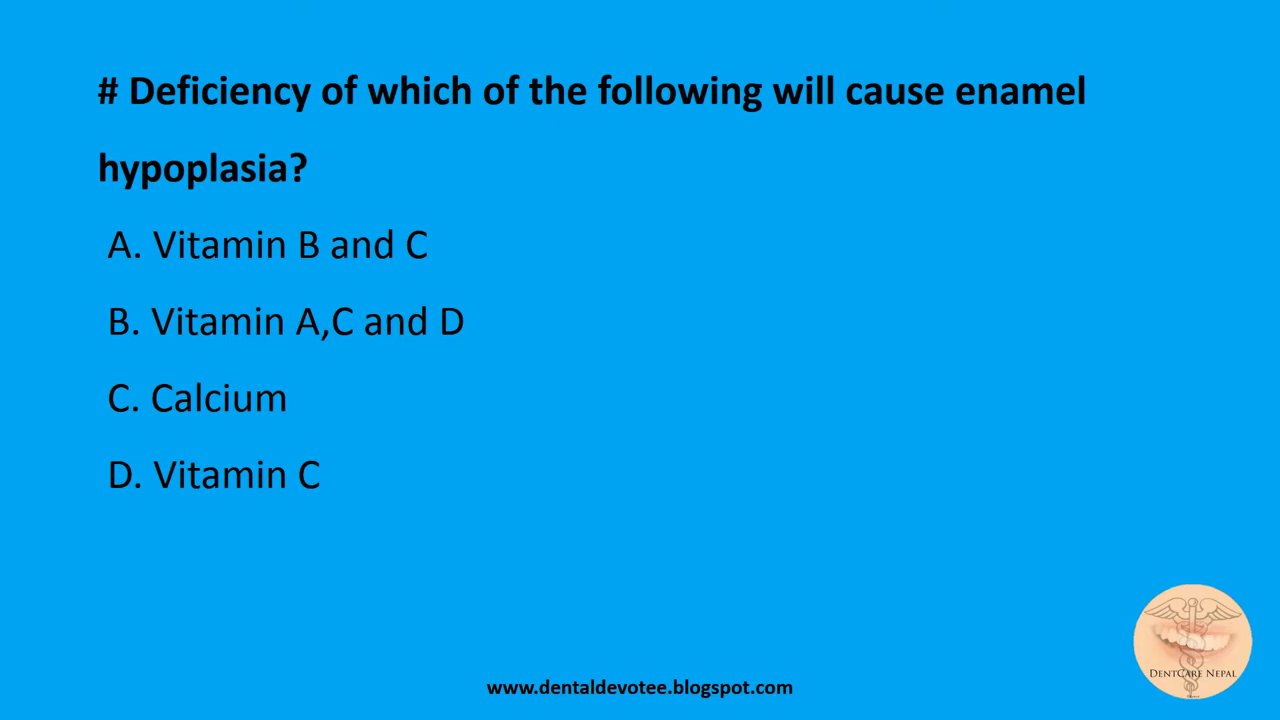 # Deficiency of which of the following will cause enamel
hypoplasia?
A. Vitamin B and C
B. Vitamin A,C and D
C. Calcium
D. Vitamin C
DENTCARE NEPAL
www.dentaldevotee.blogspot.com